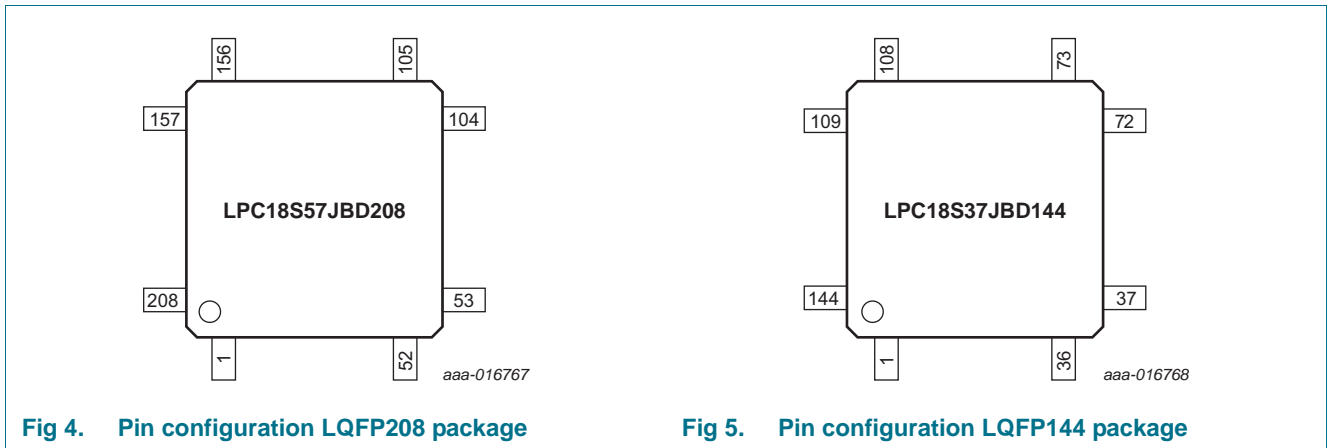 156
105
157
104
LPC18S57JBD208
208
53
1
52
aaa-016767
Fig 4. Pin configuration LQFP208 package
108
73
109
72
LPC18S37JBD144
144
37
1
36
aaa-016768
Fig 5. Pin configuration LQFP144 package